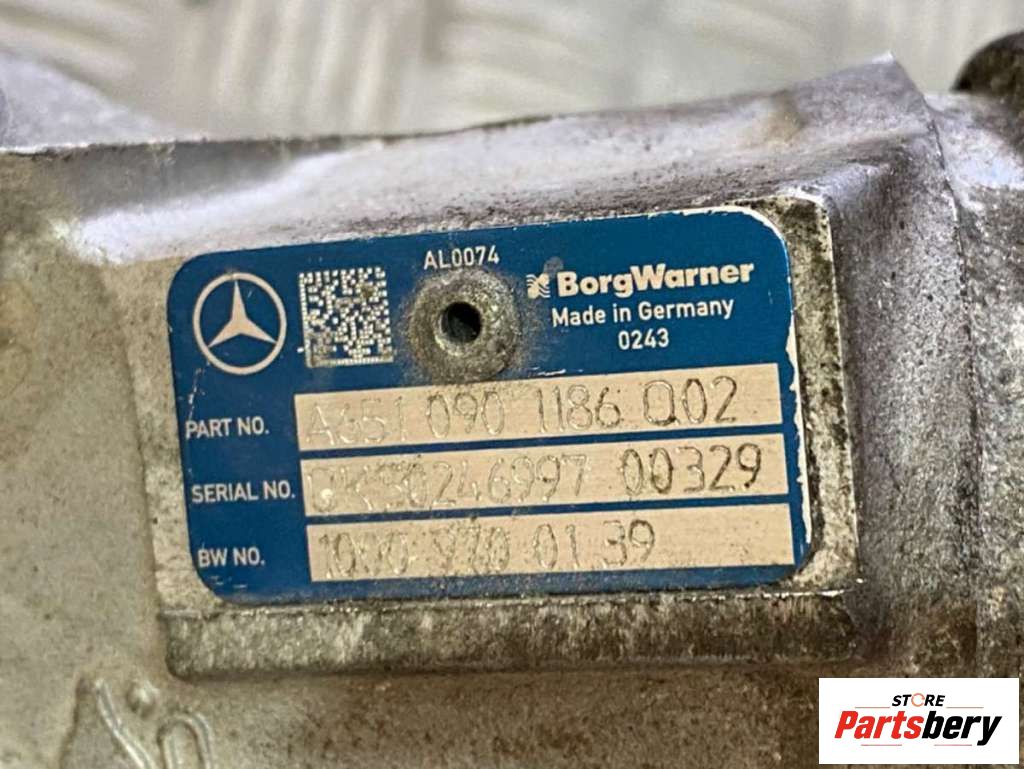 AL0074
BorgWarner
Made in Germany
0243
PART NO. A651 090 1186 Q02
SERIAL NO. 00329
BW NO. 1000 970 01 39
STORE
Partsbery